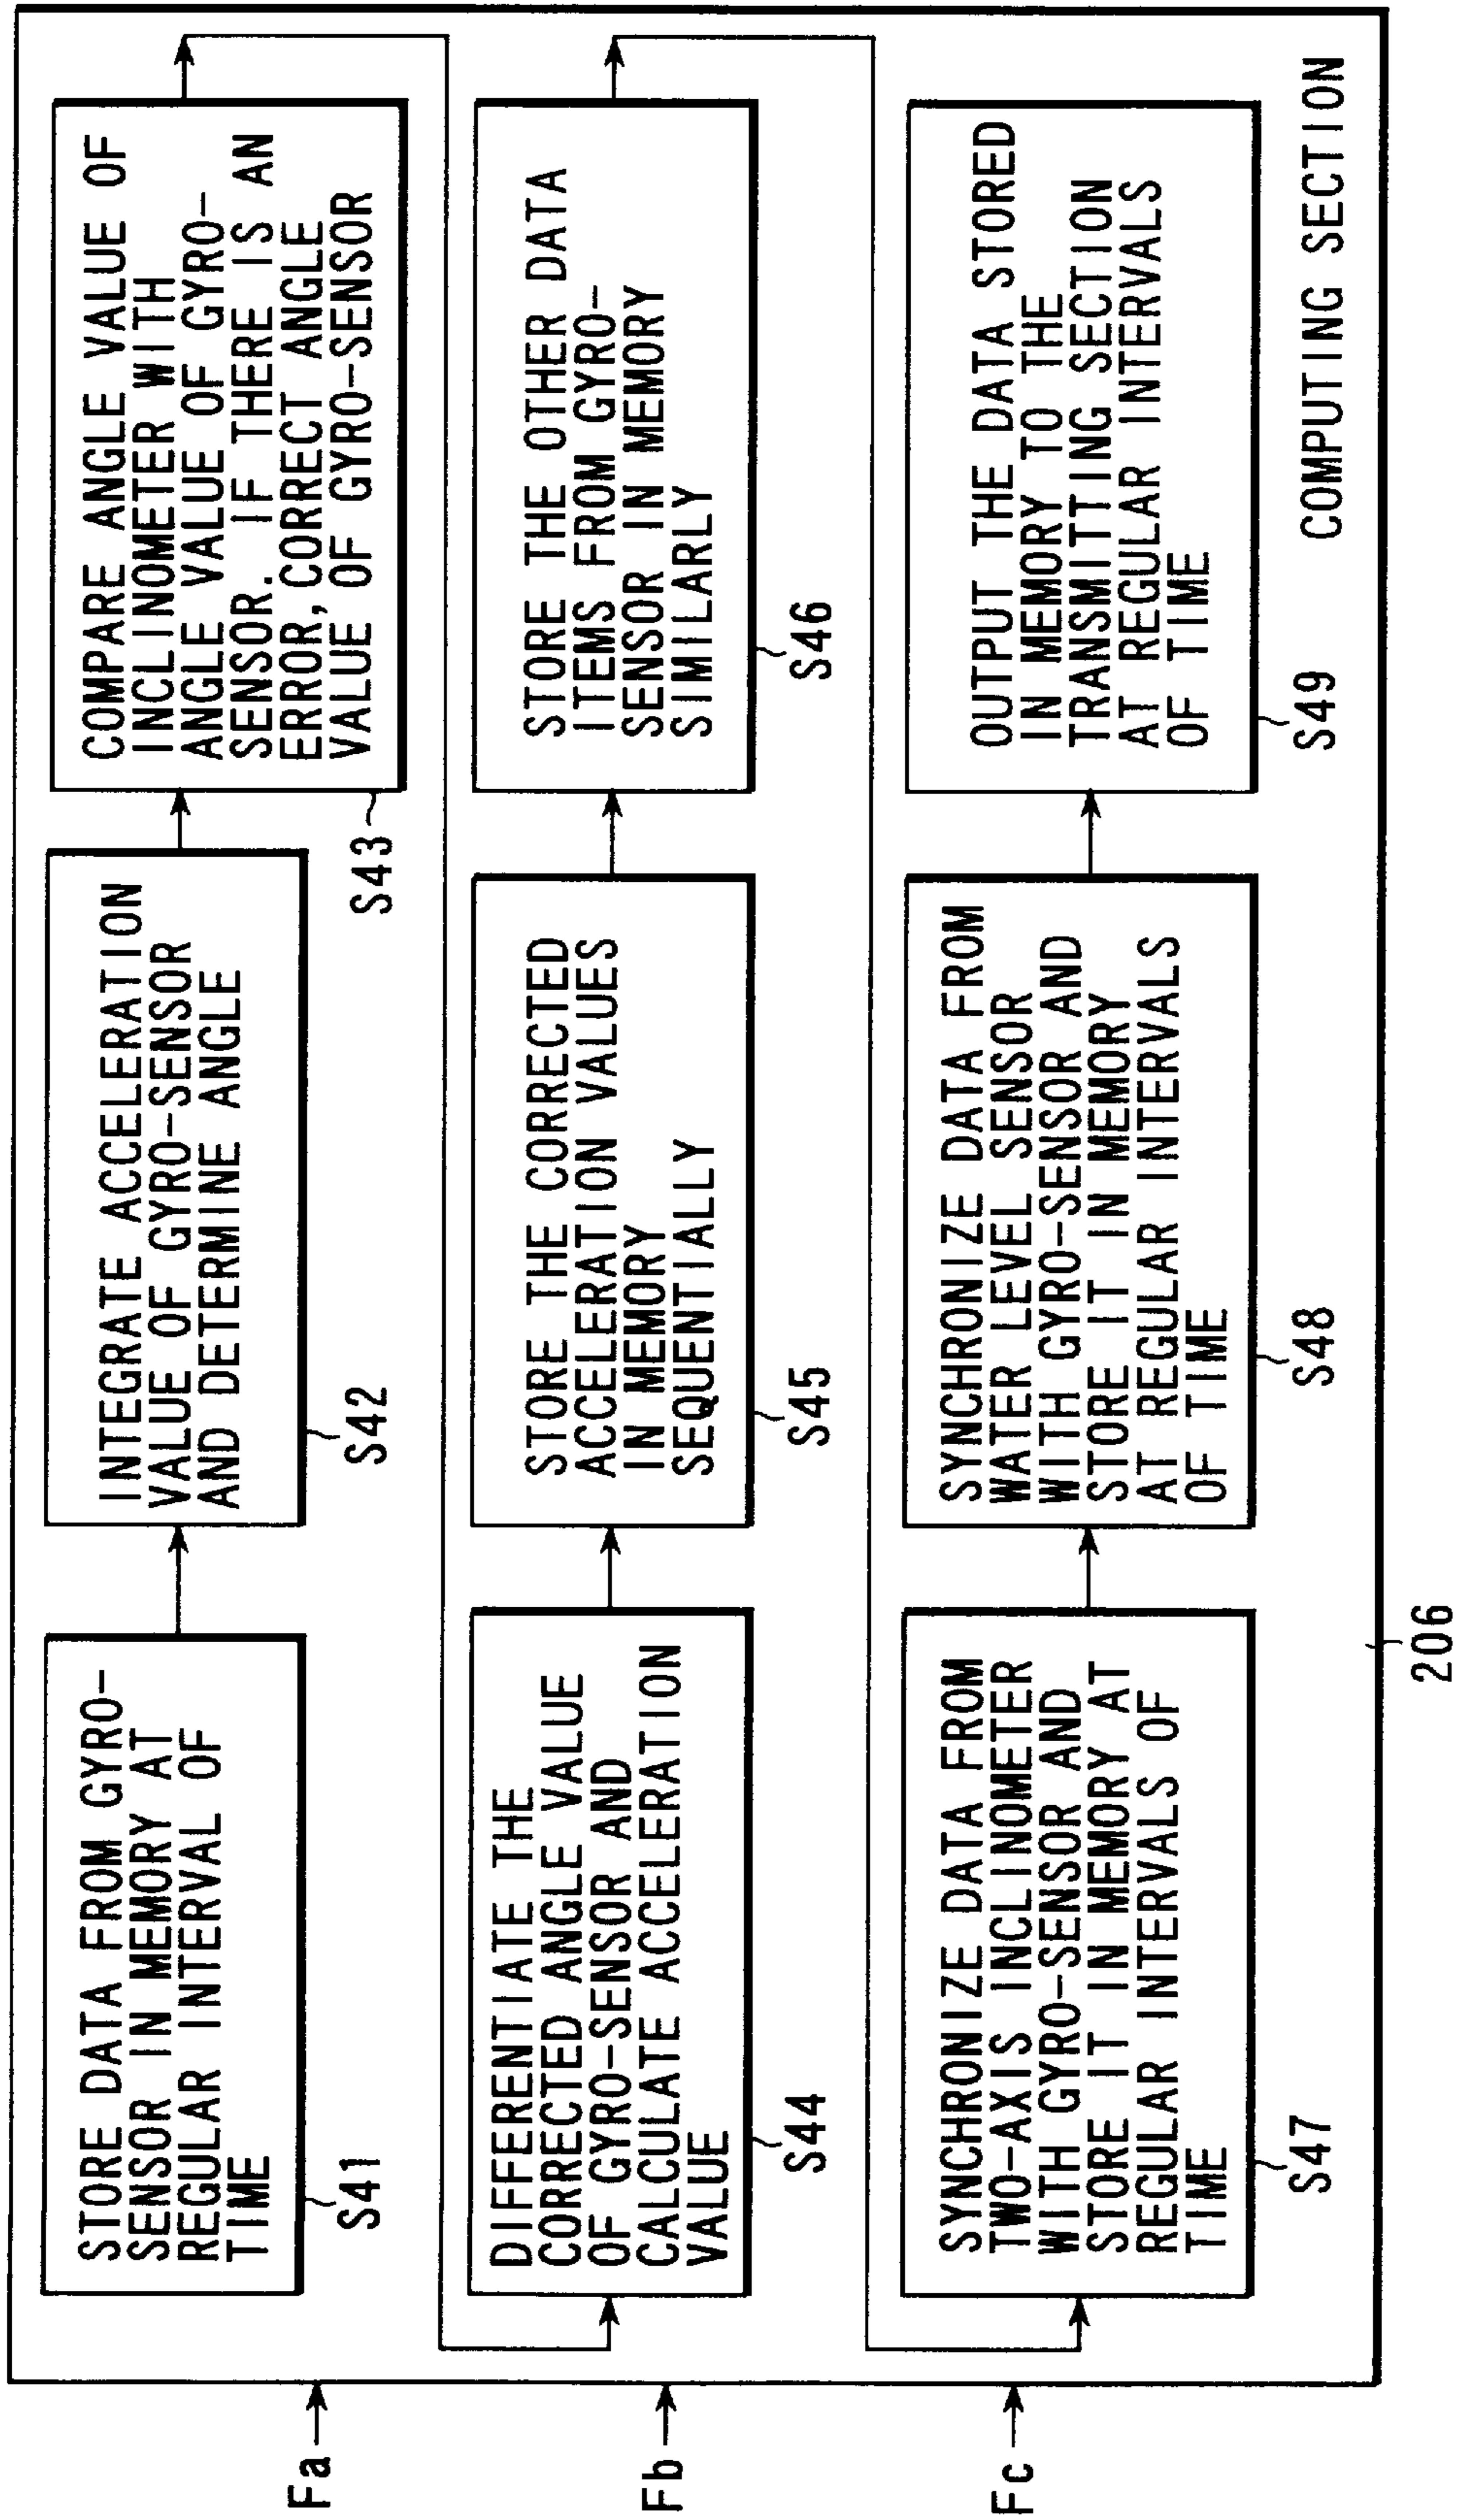 Fa
Fb
Fc
STORE DATA FROM GYRO-
SENSOR IN MEMORY AT
REGULAR INTERVAL OF
TIME
S41
INTEGRATE ACCELERATION
VALUE OF GYRO-SENSOR
AND DETERMINE ANGLE
S42
COMPARE ANGLE VALUE OF
INCLINOMETER WITH
ANGLE VALUE OF GYRO-
SENSOR. IF THERE IS AN
ERROR, CORRECT ANGLE
VALUE OF GYRO-SENSOR
S43
DIFFERENTIATE THE
CORRECTED ANGLE VALUE
OF GYRO-SENSOR AND
CALCULATE ACCELERATION
VALUE
S44
STORE THE CORRECTED
ACCELERATION VALUES
IN MEMORY
SEQUENTIALLY
S45
STORE THE OTHER DATA
ITEMS FROM GYRO-
SENSOR IN MEMORY
SIMILARLY
S46
SYNCHRONIZE DATA FROM
TWO-AXIS INCLINOMETER
WITH GYRO-SENSOR AND
STORE IT IN MEMORY AT
REGULAR INTERVALS OF
TIME
S47
SYNCHRONIZE DATA FROM
WATER LEVEL SENSOR
WITH GYRO-SENSOR AND
STORE IT IN MEMORY
AT REGULAR INTERVALS
OF TIME
S48
OUTPUT THE DATA STORED
IN MEMORY TO THE
TRANSMITTING SECTION
AT REGULAR INTERVALS
OF TIME
S49
COMPUTING SECTION
206